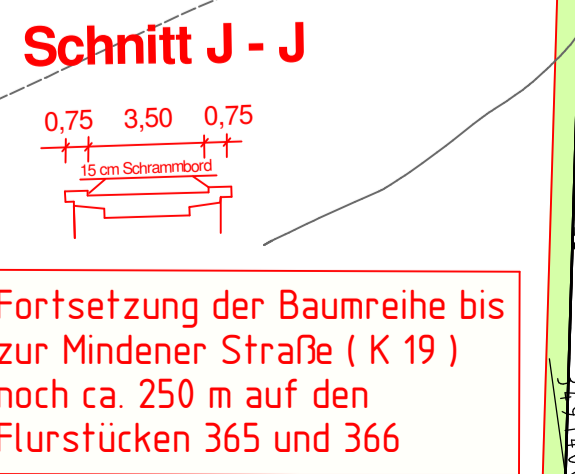 Schnitt J - J
0,75 3,50 0,75
15 cm Schrammbord
Fortsetzung der Baumreihe bis
zur Mindener Straße ( K 19 )
noch ca. 250 m auf den
Flurstücken 365 und 366